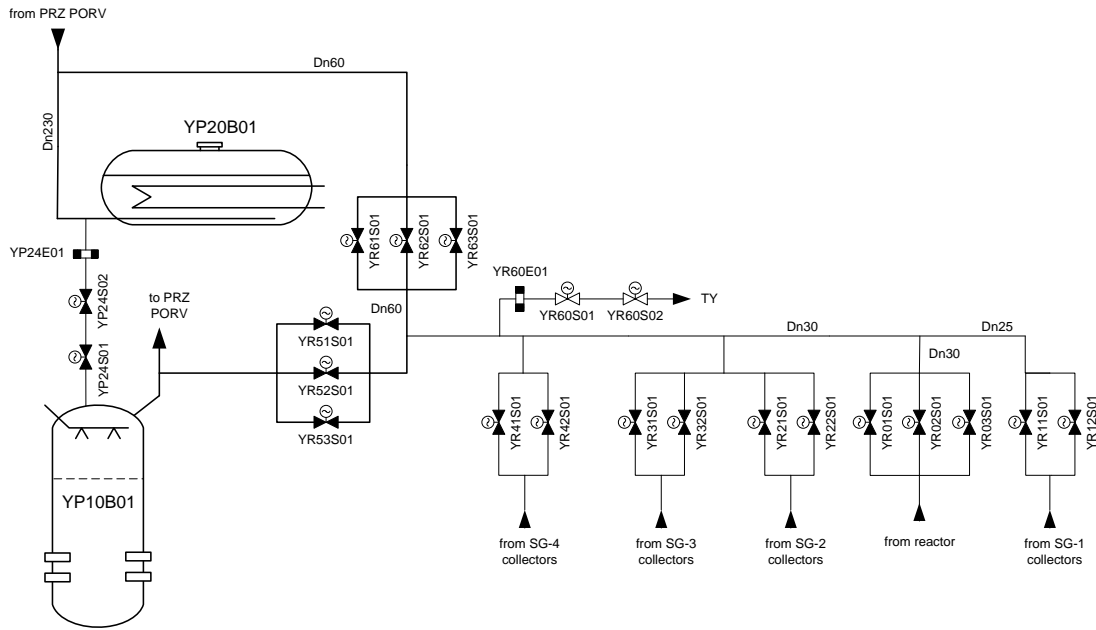 from PRZ PORV
Dn60
Dn230
YP20B01
YP24E01
YR61S01
YR62S01
YR63S01
YP24S02
to PRZ
PORV
YR60E01
TY
YR60S01
YR60S02
Dn60
YP24S01
YR51S01
Dn30
Dn25
Dn30
YR52S01
YR53S01
YR41S01
YR42S01
YR31S01
YR32S01
YR21S01
YR22S01
YR01S01
YR02S01
YR03S01
YR11S01
YR12S01
YP10B01
from SG-4
collectors
from SG-3
collectors
from SG-2
collectors
from reactor
from SG-1
collectors